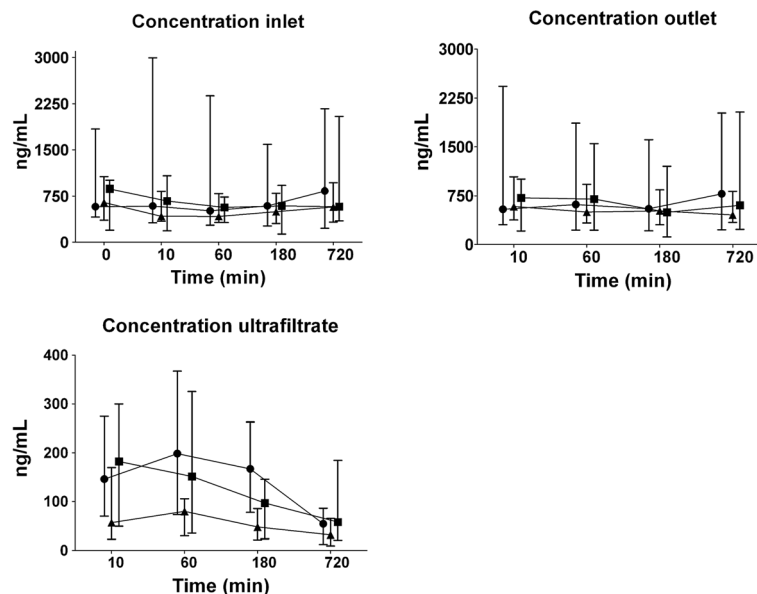 Concentration inlet
ng/mL
3000
2250
1500
750
0
0 10 60 180 720
Time (min)
Concentration outlet
ng/mL
3000
2250
1500
750
0
10 60 180 720
Time (min)
Concentration ultrafiltrate
ng/mL
400
300
200
100
0
10 60 180 720
Time (min)